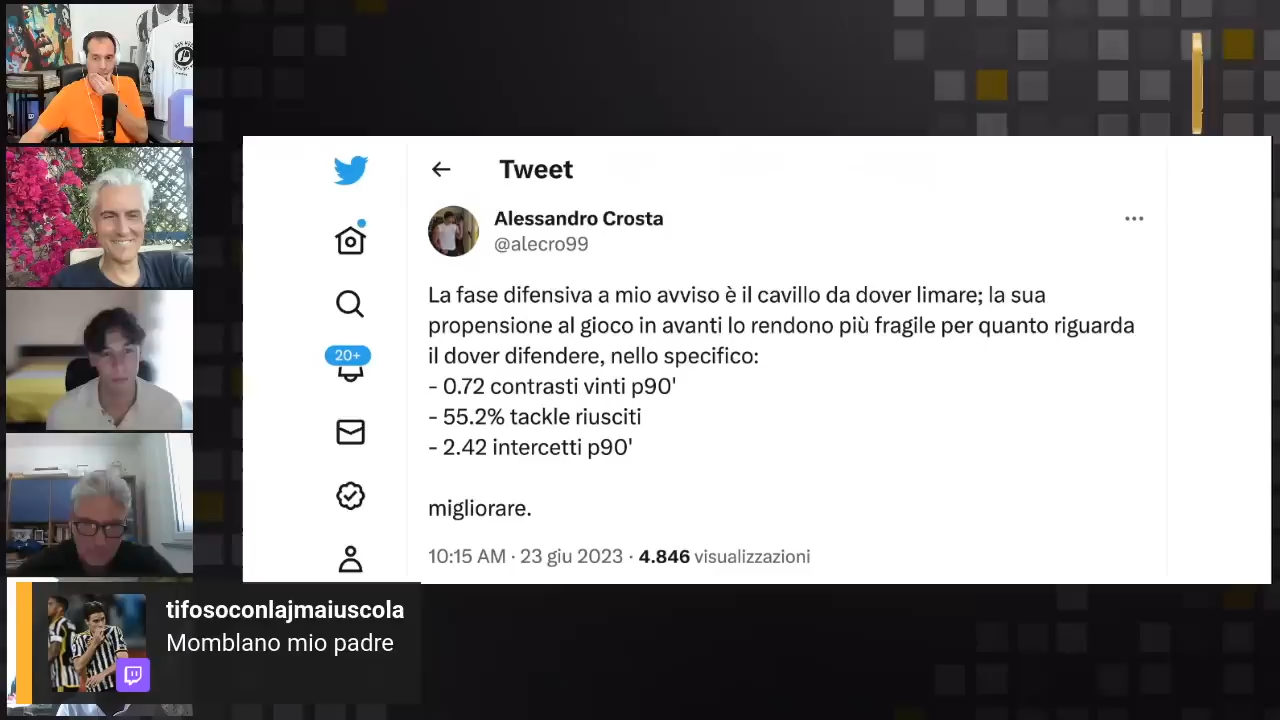 Tweet
Alessandro Crosta
@alecro99
La fase difensiva a mio avviso è il cavillo da dover limare; la sua
propensione al gioco in avanti lo rendono più fragile per quanto riguarda
il dover difendere, nello specifico:
- 0.72 contrasti vinti p90'
- 55.2% tackle riusciti
- 2.42 intercetti p90'
migliorare.
10:15 AM · 23 giu 2023 · 4.846 visualizzazioni
20+
tifosoconlajmaiuscola
Momblano mio padre